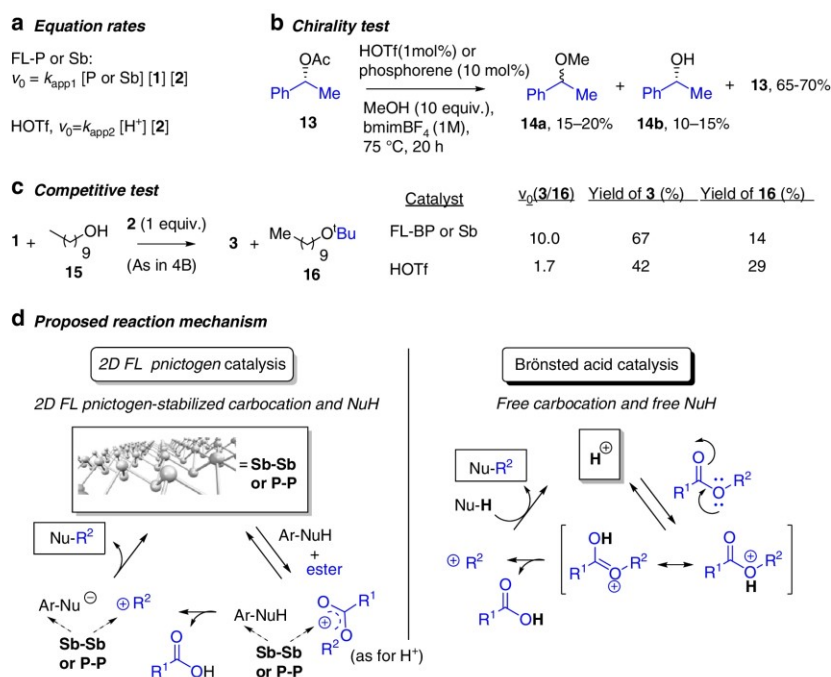 a Equation rates
FL-P or Sb:
v₀ = kapp1 [P or Sb] [1] [2]
HOTf, v₀=kapp2 [H⁺] [2]
b Chirality test
OAc
Ph
Me
13
HOTf(1mol%) or
phosphorene (10 mol%)
MeOH (10 equiv.),
bmimBF₄ (1M),
75 °C, 20 h
OMe
Ph
Me
14a, 15–20%
+
OH
Ph
Me
14b, 10–15%
+ 13, 65-70%
c Competitive test
1 +
OH
9
15
2 (1 equiv.)
(As in 4B)
3 +
Me
OᵗBu
9
16
Catalyst v₀(3/16) Yield of 3 (%) Yield of 16 (%)
FL-BP or Sb 10.0 67 14
HOTf 1.7 42 29
d Proposed reaction mechanism
2D FL pnictogen catalysis
2D FL pnictogen-stabilized carbocation and NuH
= Sb-Sb
or P-P
Nu-R²
Ar-NuH
+
ester
Ar-Nu ⊖
⊕ R²
Sb-Sb
or P-P
O
R¹
OH
Ar-NuH
O
R¹
⊕
O
R²
Sb-Sb
or P-P
(as for H⁺)
Brönsted acid catalysis
Free carbocation and free NuH
Nu-R²
Nu-H
H⊕
O
R¹
O
R²
⊕ R²
O
R¹
OH
OH
R¹
O
R²
⊕
O
R¹
O
⊕
R²
H